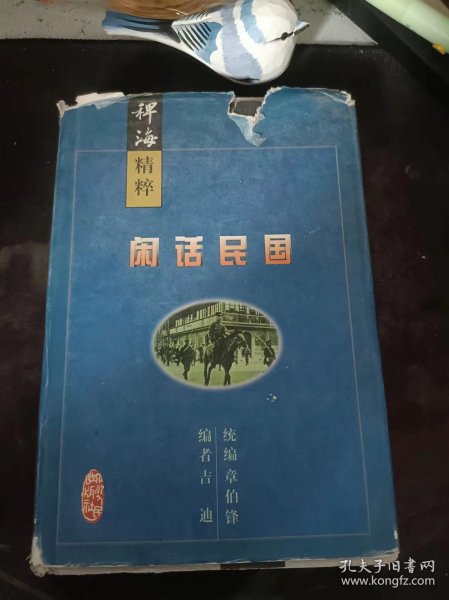 稗海
精粹
闲话民国
统编 章伯锋
编者 吉迪
孔夫子旧书网
www.kongfz.com